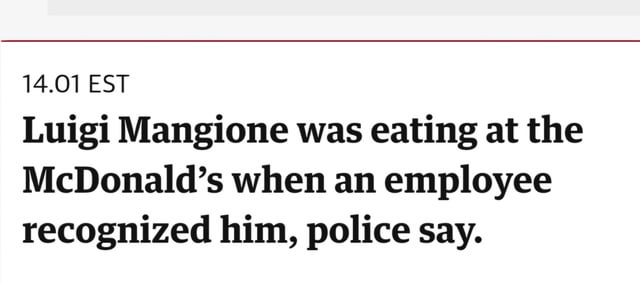 14.01 EST
Luigi Mangione was eating at the
McDonald’s when an employee
recognized him, police say.